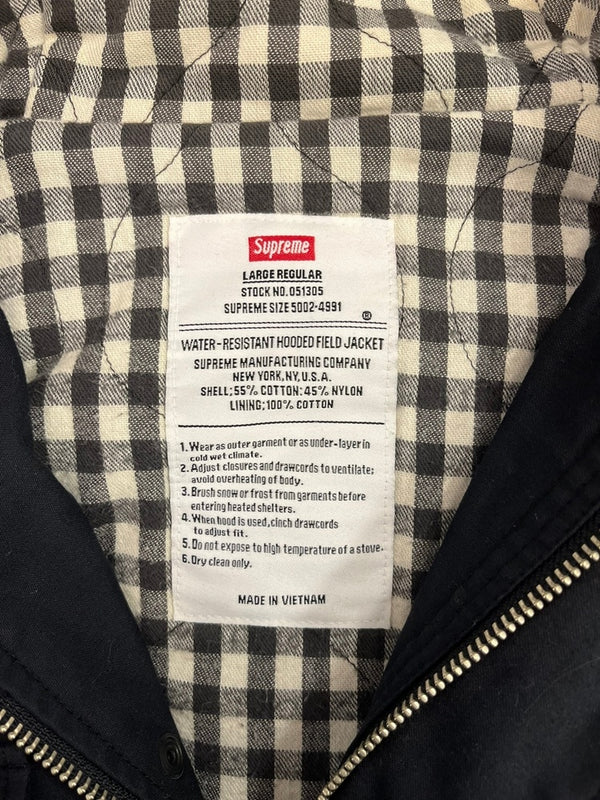 Supreme
LARGE REGULAR
STOCK NO.051305
SUPREME SIZE 5002-4991
WATER-RESISTANT HOODED FIELD JACKET
SUPREME MANUFACTURING COMPANY
NEW YORK,NY,U.S.A.
SHELL;55% COTTON:45% NYLON
LINING;100% COTTON
1.Wear as outer garment or as under-layer in
cold wet climate.
2.Adjust closures and drawcords to ventilate;
avoid overheating of body.
3.Brush snow or frost from garments before
entering heated shelters.
4.When hood is used,cinch drawcords
to adjust fit.
5.Do not expose to high temperature of a stove.
6.Dry clean only.
MADE IN VIETNAM